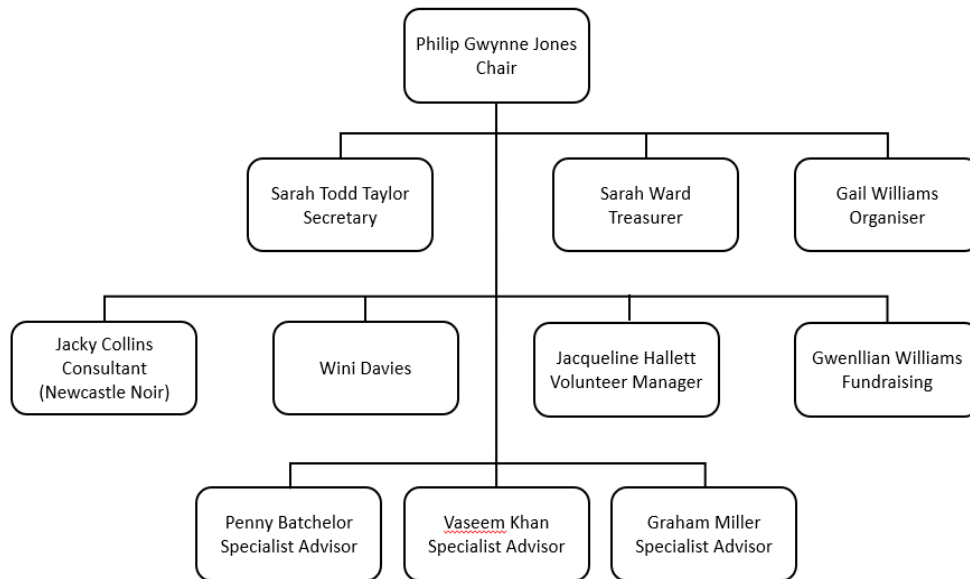 Philip Gwynne Jones
Chair
Sarah Todd Taylor
Secretary
Sarah Ward
Treasurer
Gail Williams
Organiser
Jacky Collins
Consultant
(Newcastle Noir)
Wini Davies
Jacqueline Hallett
Volunteer Manager
Gwenllian Williams
Fundraising
Penny Batchelor
Specialist Advisor
Vaseem Khan
Specialist Advisor
Graham Miller
Specialist Advisor